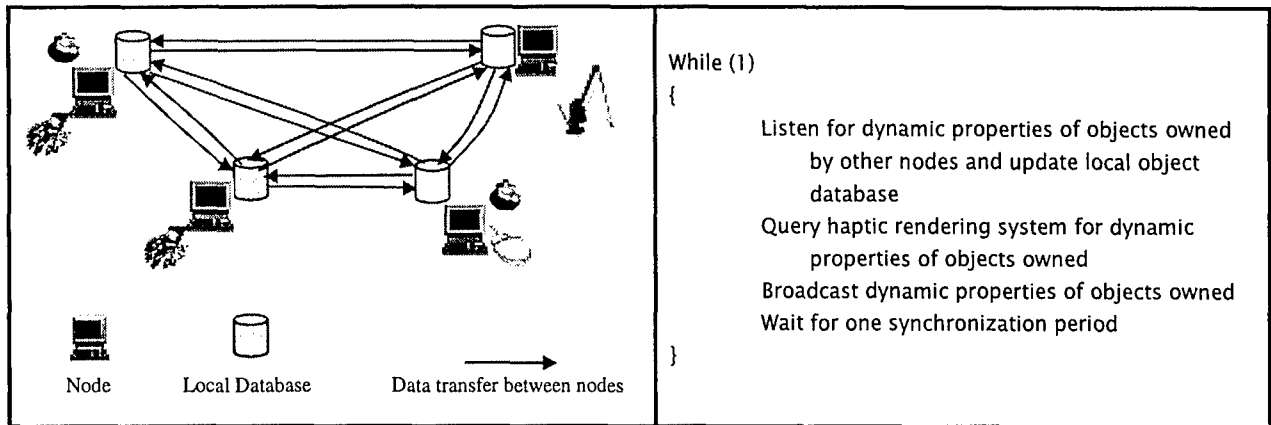 Node
Local Database
Data transfer between nodes
While (1)
{
Listen for dynamic properties of objects owned
by other nodes and update local object
database
Query haptic rendering system for dynamic
properties of objects owned
Broadcast dynamic properties of objects owned
Wait for one synchronization period
}